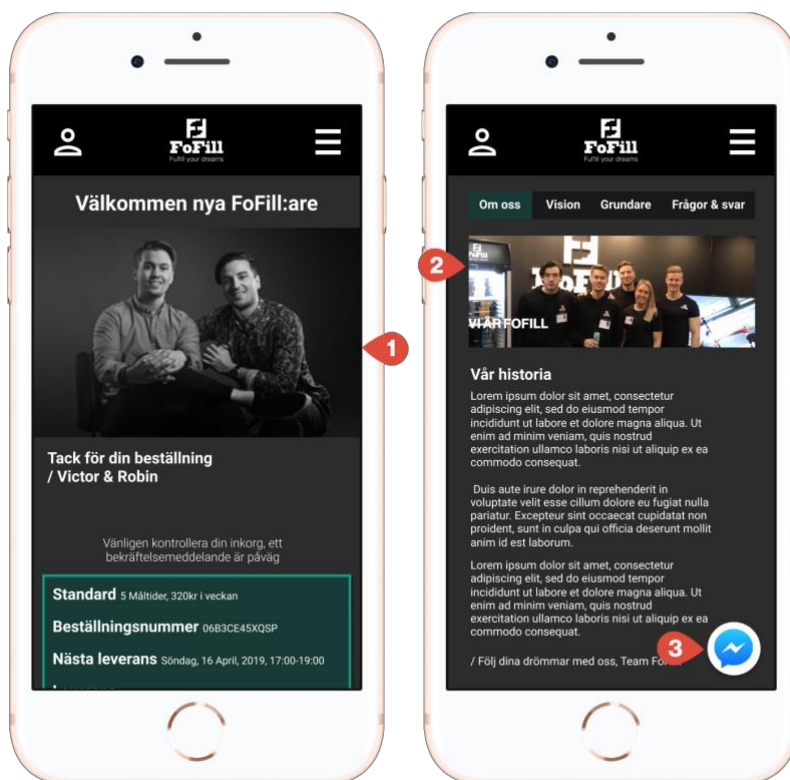 FoFill
Fulfill your dreams
Välkommen nya FoFill:are
1
Tack för din beställning
/ Victor & Robin
Vänligen kontrollera din inkorg, ett
bekräftelsemeddelande är påväg
Standard 5 Måltider, 320kr i veckan
Beställningsnummer 06B3CE45XQSP
Nästa leverans Söndag, 16 April, 2019, 17:00-19:00
FoFill
Fulfill your dreams
Om oss Vision Grundare Frågor & svar
2
FoFill
FoFill
VI ÄR FOFILL
Vår historia
Lorem ipsum dolor sit amet, consectetur
adipiscing elit, sed do eiusmod tempor
incididunt ut labore et dolore magna aliqua. Ut
enim ad minim veniam, quis nostrud
exercitation ullamco laboris nisi ut aliquip ex ea
commodo consequat.
Duis aute irure dolor in reprehenderit in
voluptate velit esse cillum dolore eu fugiat nulla
pariatur. Excepteur sint occaecat cupidatat non
proident, sunt in culpa qui officia deserunt mollit
anim id est laborum.
Lorem ipsum dolor sit amet, consectetur
adipiscing elit, sed do eiusmod tempor
incididunt ut labore et dolore magna aliqua. Ut
enim ad minim veniam, quis nostrud
exercitation ullamco laboris nisi ut aliquip ex ea
commodo consequat.
3
/ Följ dina drömmar med oss, Team